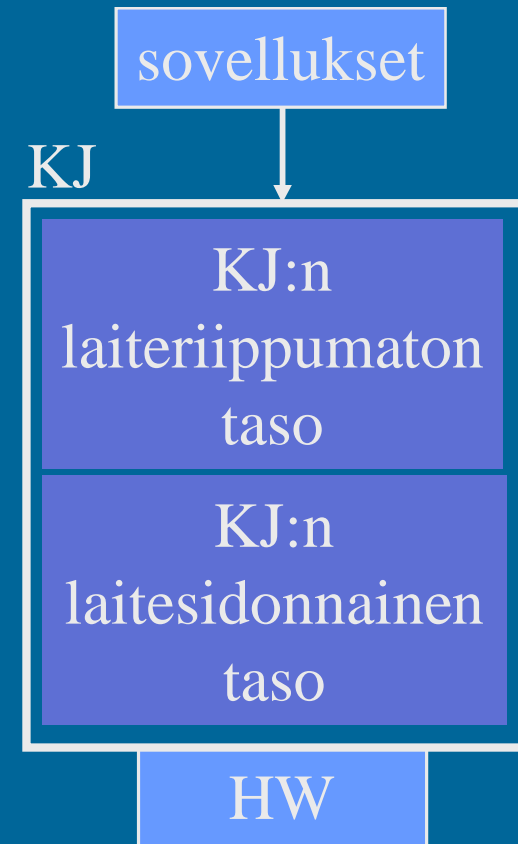 sovellukset
KJ
KJ:n
laiteriippumaton
taso
KJ:n
laitesidonnainen
taso
HW